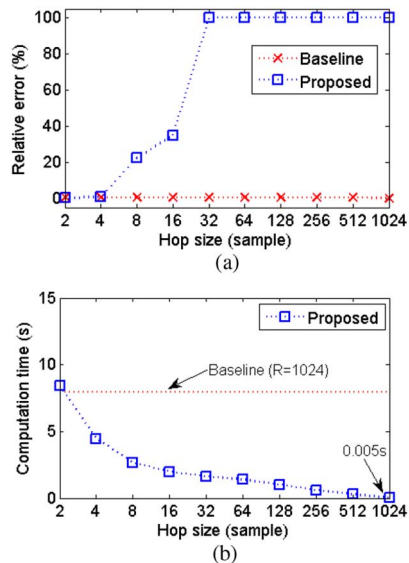 100
80
60
40
20
0
Relative error (%)
Baseline
Proposed
2 4 8 16 32 64 128 256 512 1024
Hop size (sample)
(a)
15
10
5
0
Computation time (s)
Proposed
Baseline (R=1024)
0.005s
2 4 8 16 32 64 128 256 512 1024
Hop size (sample)
(b)